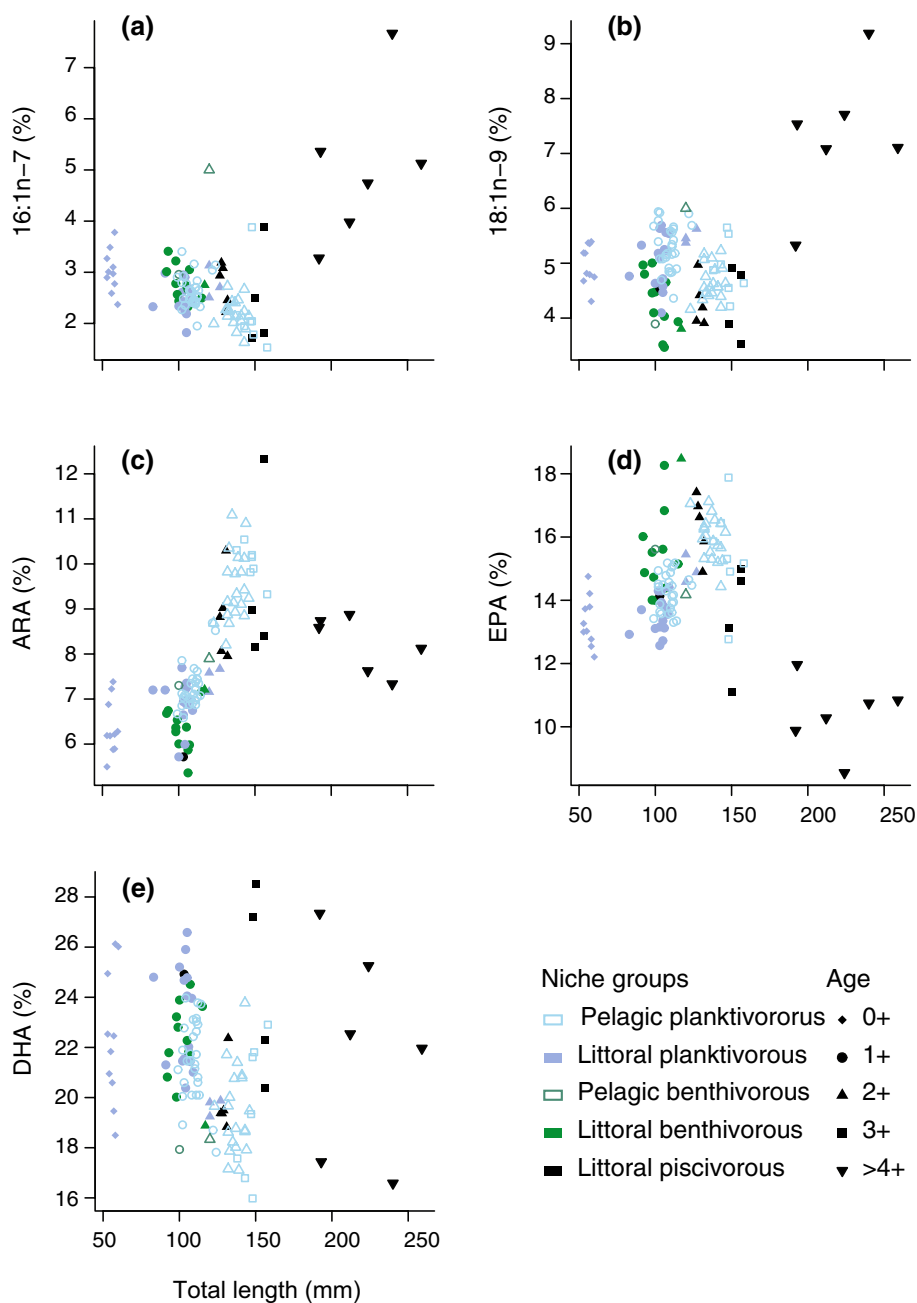 (a)
16:1n−7 (%)
7
6
5
4
3
2
(b)
18:1n−9 (%)
9
8
7
6
5
4
(c)
ARA (%)
12
11
10
9
8
7
6
(d)
EPA (%)
18
16
14
12
10
50 100 150 200 250
(e)
DHA (%)
28
26
24
22
20
18
16
50 100 150 200 250
Total length (mm)
Niche groups
Pelagic planktivororus
Littoral planktivorous
Pelagic benthivorous
Littoral benthivorous
Littoral piscivorous
Age
0+
1+
2+
3+
>4+